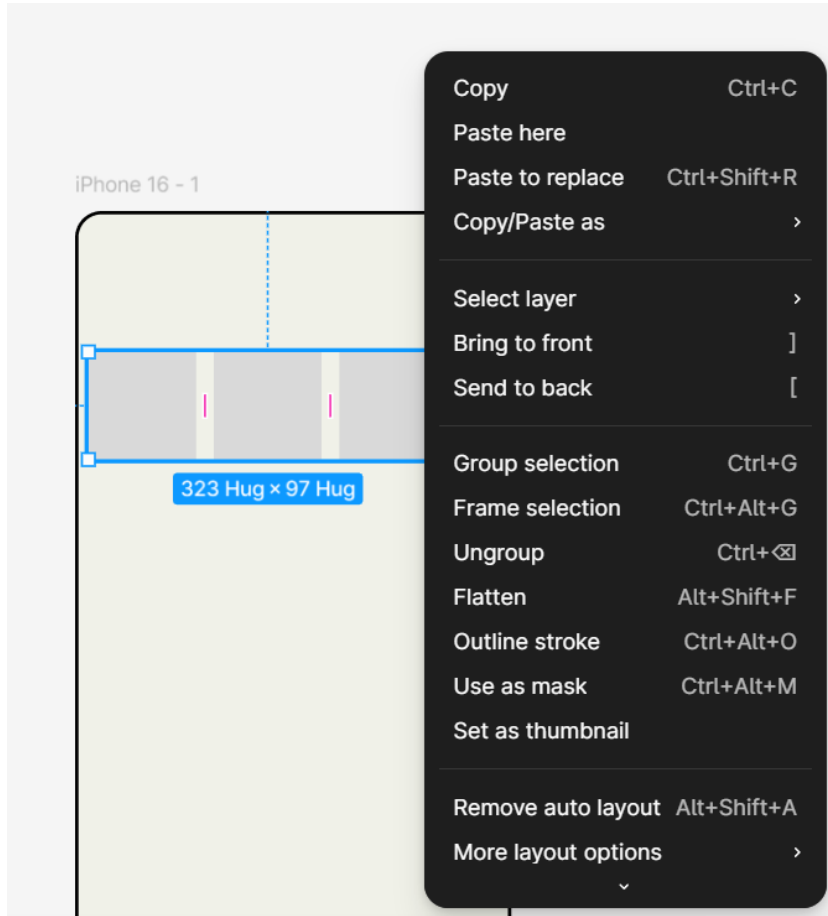 iPhone 16 - 1
323 Hug × 97 Hug
Copy Ctrl+C
Paste here
Paste to replace Ctrl+Shift+R
Copy/Paste as ›
Select layer ›
Bring to front ]
Send to back [
Group selection Ctrl+G
Frame selection Ctrl+Alt+G
Ungroup Ctrl+⌫
Flatten Alt+Shift+F
Outline stroke Ctrl+Alt+O
Use as mask Ctrl+Alt+M
Set as thumbnail
Remove auto layout Alt+Shift+A
More layout options ›